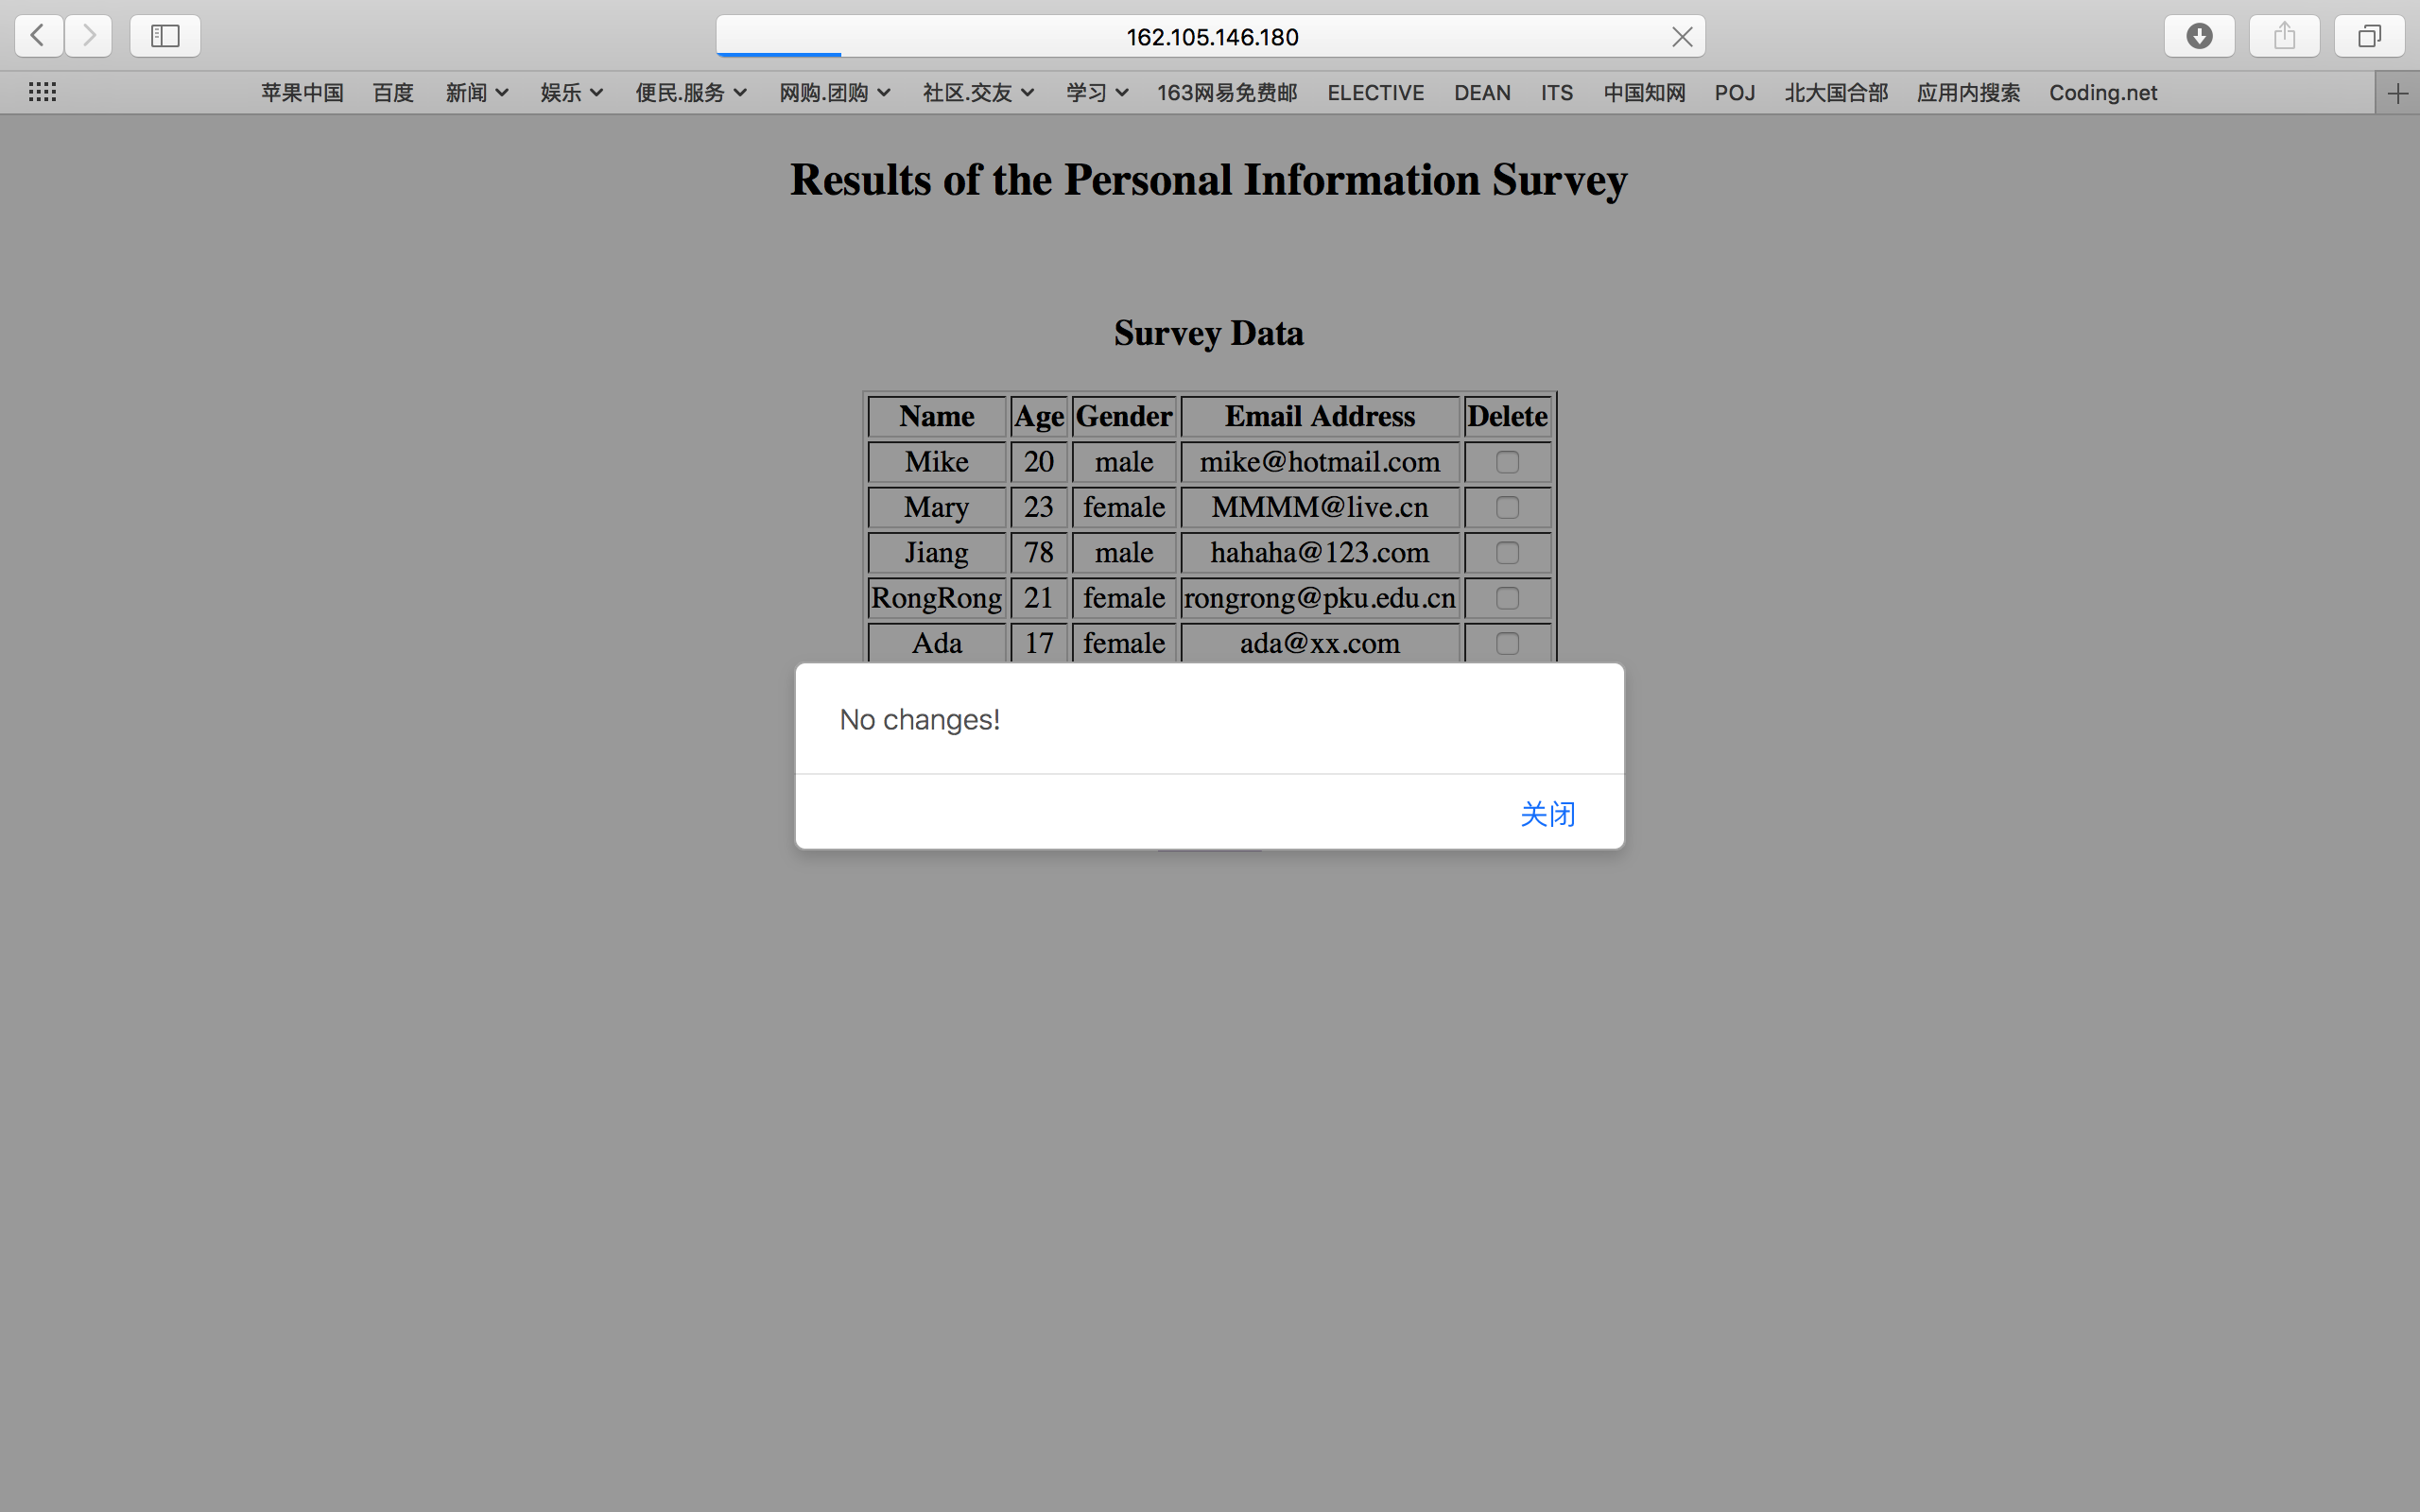 162.105.146.180
苹果中国 百度 新闻 娱乐 便民.服务 网购.团购 社区.交友 学习 163网易免费邮 ELECTIVE DEAN ITS 中国知网 POJ 北大国合部 应用内搜索 Coding.net
Results of the Personal Information Survey
Survey Data
Name Age Gender Email Address Delete
Mike 20 male mike@hotmail.com
Mary 23 female MMMM@live.cn
Jiang 78 male hahaha@123.com
RongRong 21 female rongrong@pku.edu.cn
Ada 17 female ada@xx.com
No changes!
关闭